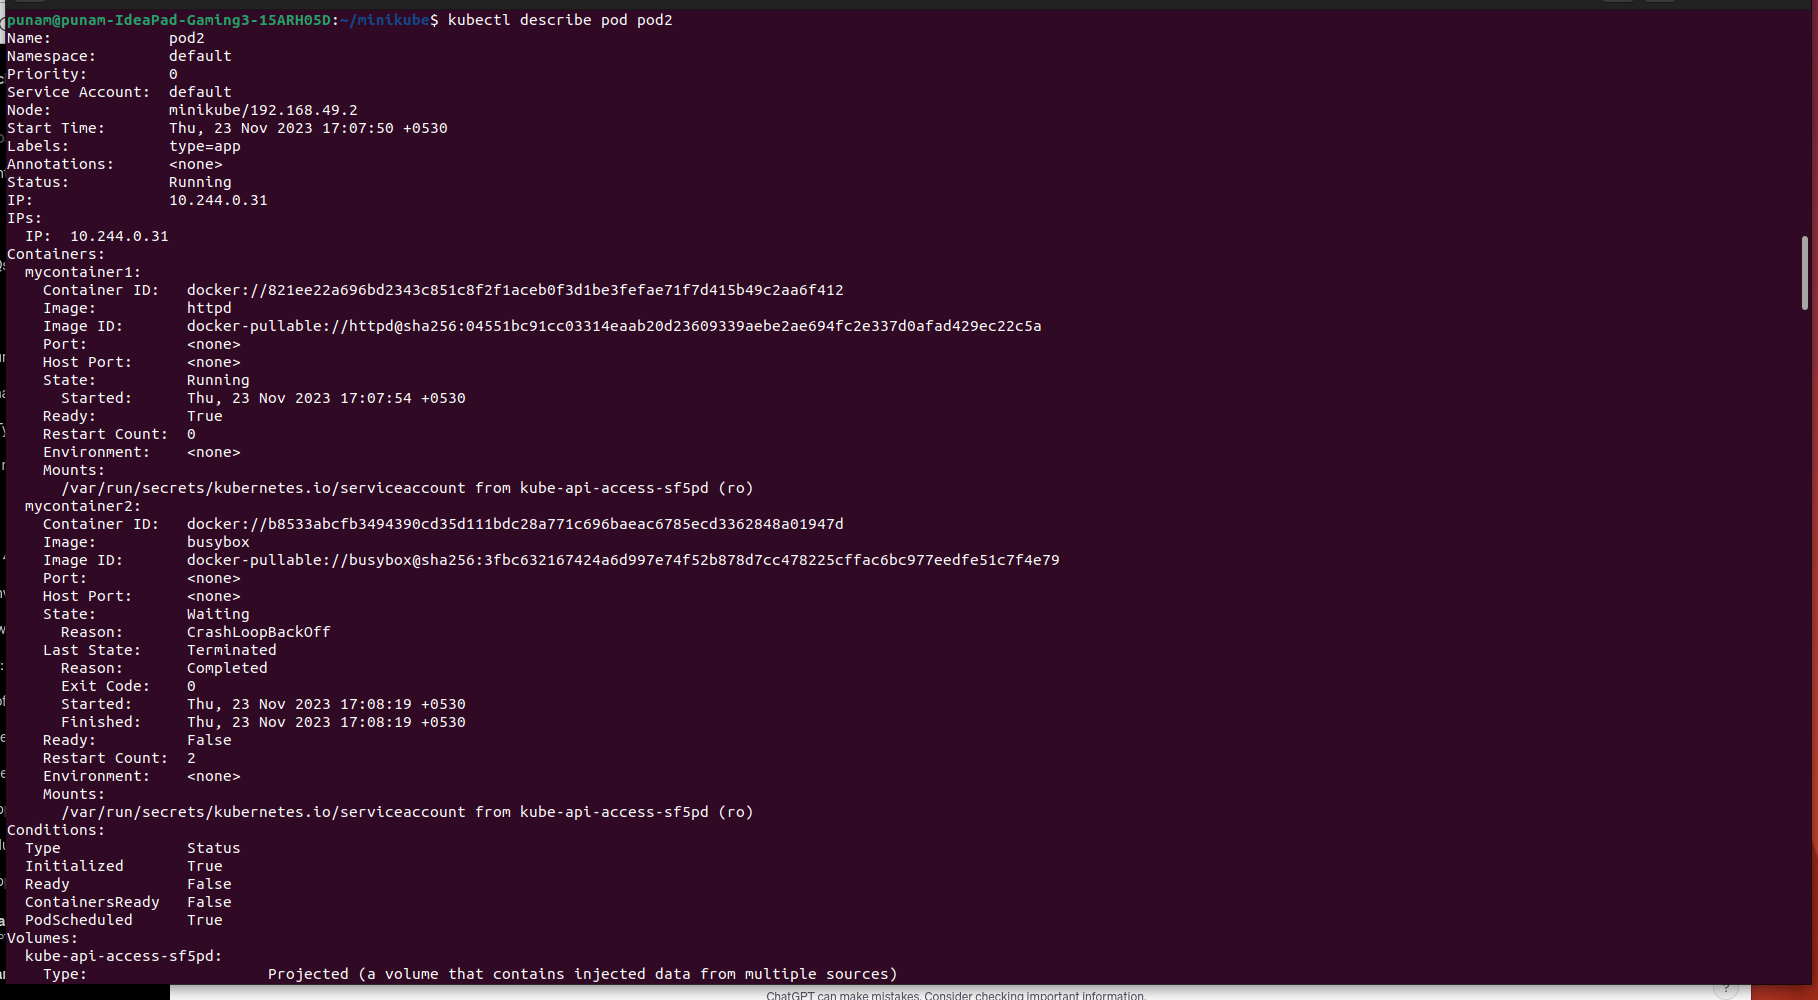 punam@punam-IdeaPad-Gaming3-15ARH05D:~/minikube$ kubectl describe pod pod2
Name:             pod2
Namespace:        default
Priority:         0
Service Account:  default
Node:             minikube/192.168.49.2
Start Time:       Thu, 23 Nov 2023 17:07:50 +0530
Labels:           type=app
Annotations:      <none>
Status:           Running
IP:               10.244.0.31
IPs:
  IP:  10.244.0.31
Containers:
  mycontainer1:
    Container ID:   docker://821ee22a696bd2343c851c8f2f1aceb0f3d1be3fefae71f7d415b49c2aa6f412
    Image:          httpd
    Image ID:       docker-pullable://httpd@sha256:04551bc91cc03314eaab20d23609339aebe2ae694fc2e337d0afad429ec22c5a
    Port:           <none>
    Host Port:      <none>
    State:          Running
      Started:      Thu, 23 Nov 2023 17:07:54 +0530
    Ready:          True
    Restart Count:  0
    Environment:    <none>
    Mounts:
      /var/run/secrets/kubernetes.io/serviceaccount from kube-api-access-sf5pd (ro)
  mycontainer2:
    Container ID:   docker://b8533abcfb3494390cd35d111bdc28a771c696baeac6785ecd3362848a01947d
    Image:          busybox
    Image ID:       docker-pullable://busybox@sha256:3fbc632167424a6d997e74f52b878d7cc478225cffac6bc977eedfe51c7f4e79
    Port:           <none>
    Host Port:      <none>
    State:          Waiting
      Reason:       CrashLoopBackOff
    Last State:     Terminated
      Reason:       Completed
      Exit Code:    0
      Started:      Thu, 23 Nov 2023 17:08:19 +0530
      Finished:     Thu, 23 Nov 2023 17:08:19 +0530
    Ready:          False
    Restart Count:  2
    Environment:    <none>
    Mounts:
      /var/run/secrets/kubernetes.io/serviceaccount from kube-api-access-sf5pd (ro)
Conditions:
  Type              Status
  Initialized       True
  Ready             False
  ContainersReady   False
  PodScheduled      True
Volumes:
  kube-api-access-sf5pd:
    Type:                    Projected (a volume that contains injected data from multiple sources)
ChatGPT can make mistakes. Consider checking important information.
?